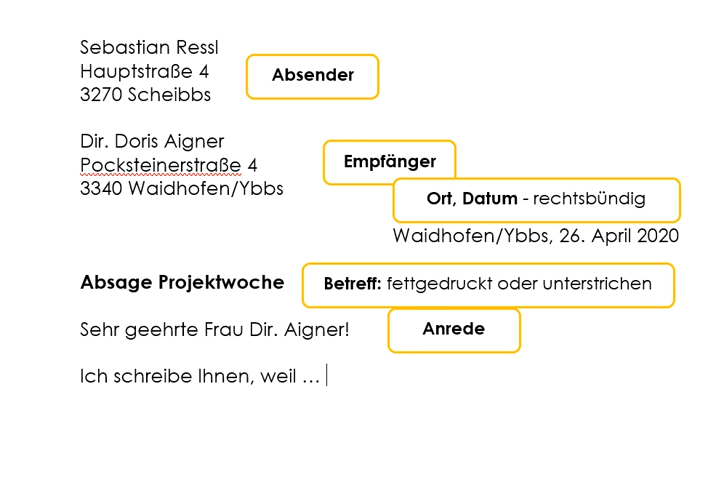 Sebastian Ressl
Hauptstraße 4
Absender
3270 Scheibbs
Dir. Doris Aigner
Pocksteinerstraße 4
Empfänger
3340 Waidhofen/Ybbs
Ort, Datum - rechtsbündig
Waidhofen/Ybbs, 26. April 2020
Absage Projektwoche
Betreff: fettgedruckt oder unterstrichen
Sehr geehrte Frau Dir. Aigner!
Anrede
Ich schreibe Ihnen, weil ...